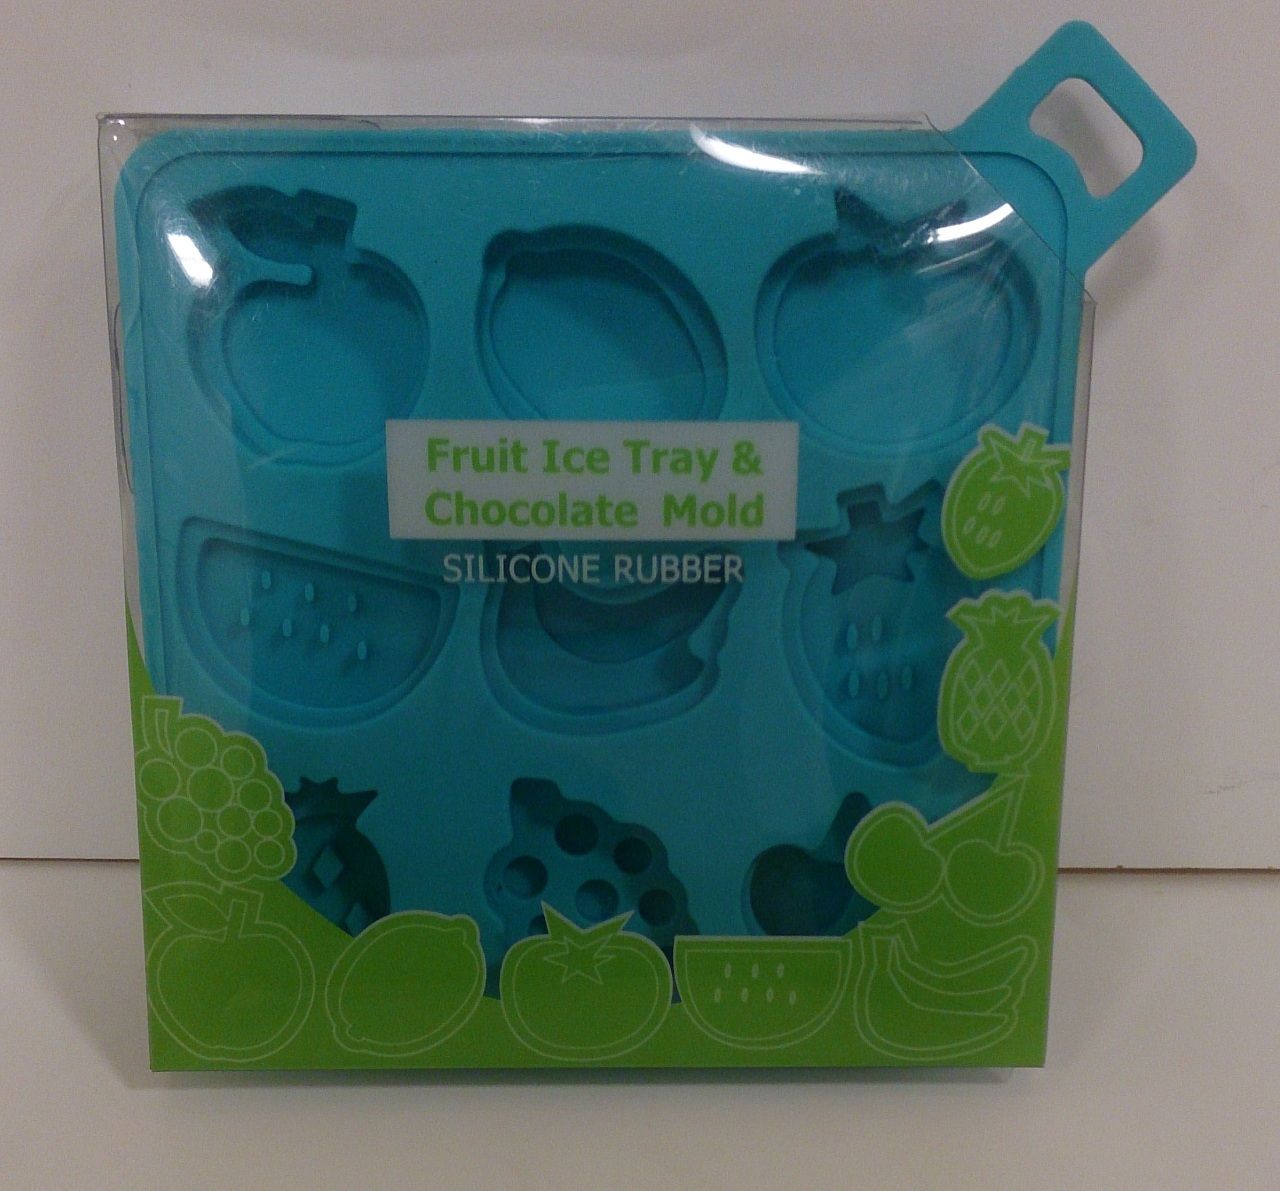 Fruit Ice Tray &
Chocolate Mold
SILICONE RUBBER